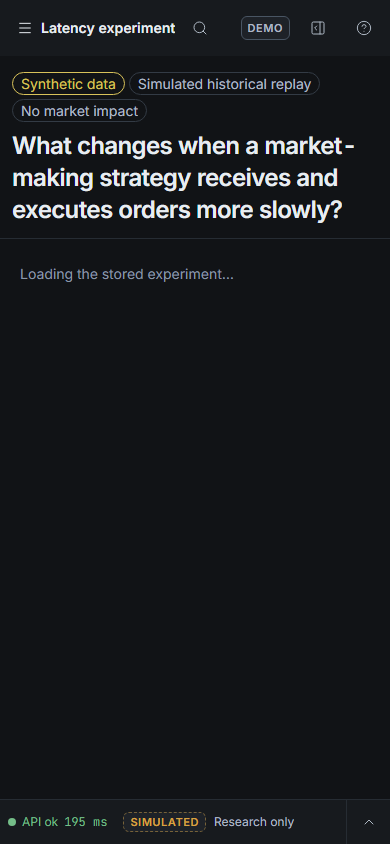 Latency experiment DEMO
Synthetic data Simulated historical replay
No market impact
What changes when a market-
making strategy receives and
executes orders more slowly?
Loading the stored experiment...
API ok 195 ms SIMULATED Research only